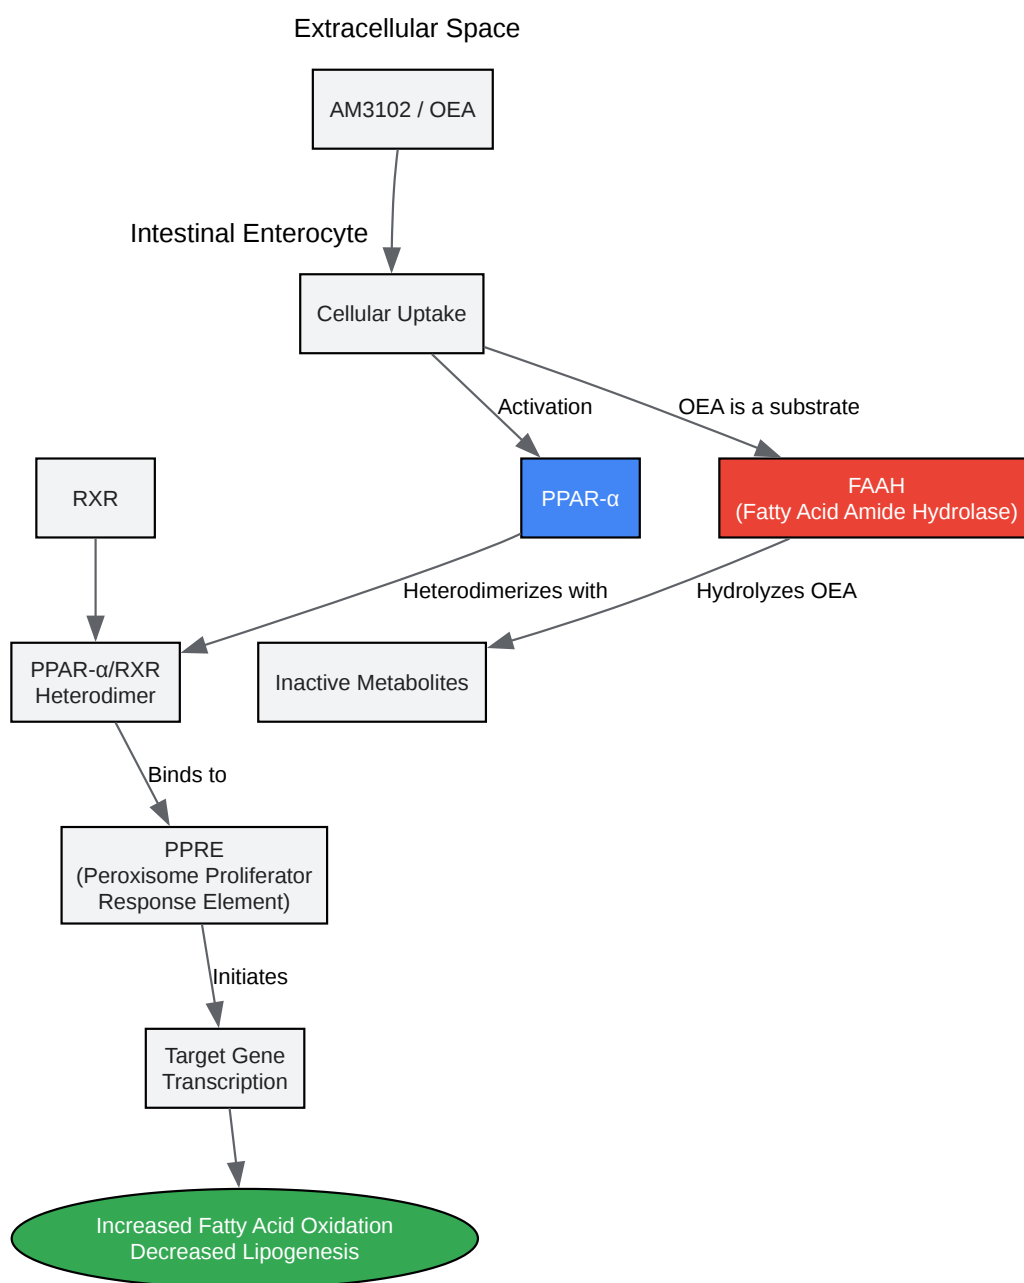 Extracellular Space
AM3102 / OEA
Intestinal Enterocyte
Cellular Uptake
Activation
OEA is a substrate
RXR
PPAR-α
FAAH
(Fatty Acid Amide Hydrolase)
Heterodimerizes with
Hydrolyzes OEA
PPAR-α/RXR
Heterodimer
Inactive Metabolites
Binds to
PPRE
(Peroxisome Proliferator
Response Element)
Initiates
Target Gene
Transcription
Increased Fatty Acid Oxidation
Decreased Lipogenesis